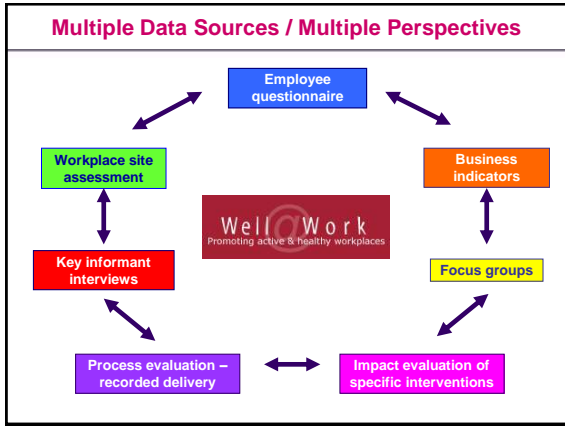 Multiple Data Sources / Multiple Perspectives
Employee
questionnaire
Workplace site
assessment
Business
indicators
Well@Work
Promoting active & healthy workplaces
Key informant
interviews
Focus groups
Process evaluation –
recorded delivery
Impact evaluation of
specific interventions